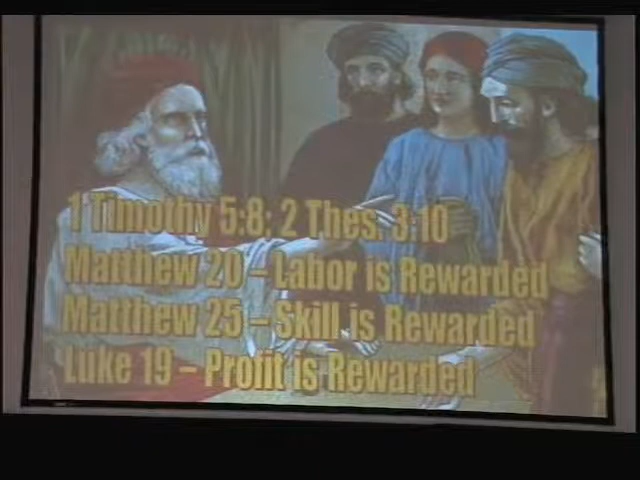 1 Timothy 5:8; 2 Thes. 3:10
Matthew 20 – Labor is Rewarded
Matthew 25 – Skill is Rewarded
Luke 19 – Profit is Rewarded